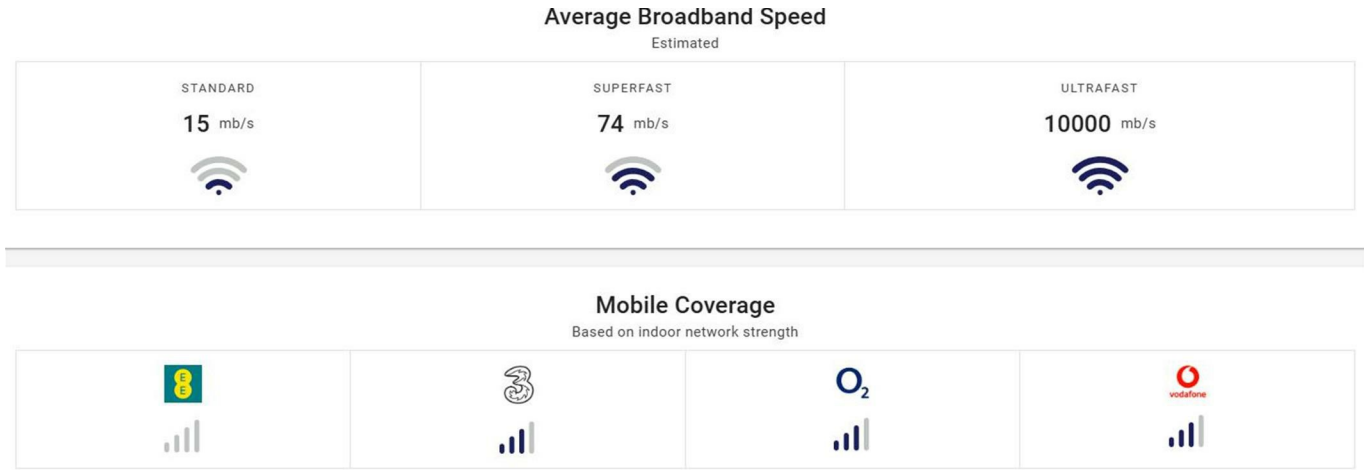 Average Broadband Speed
Estimated
STANDARD
SUPERFAST
ULTRAFAST
15 mb/s
74 mb/s
10000 mb/s
Mobile Coverage
Based on indoor network strength
EE
3
O2
vodafone